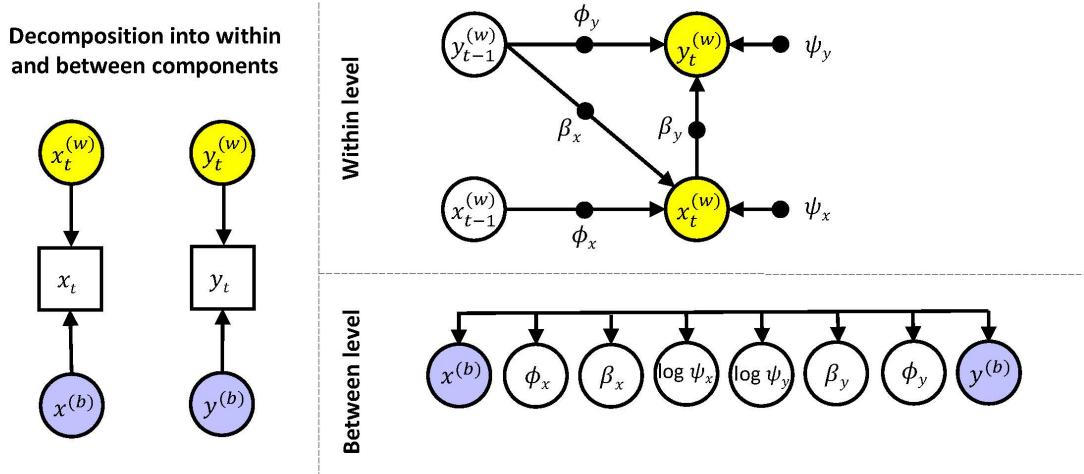 Decomposition into within
and between components
x_t^{(w)} y_t^{(w)}
x_t y_t
x^{(b)} y^{(b)}
Within level
y_{t-1}^{(w)} ϕ_y y_t^{(w)} ψ_y
β_x β_y
x_{t-1}^{(w)} ϕ_x x_t^{(w)} ψ_x
Between level
x^{(b)} ϕ_x β_x log ψ_x log ψ_y β_y ϕ_y y^{(b)}